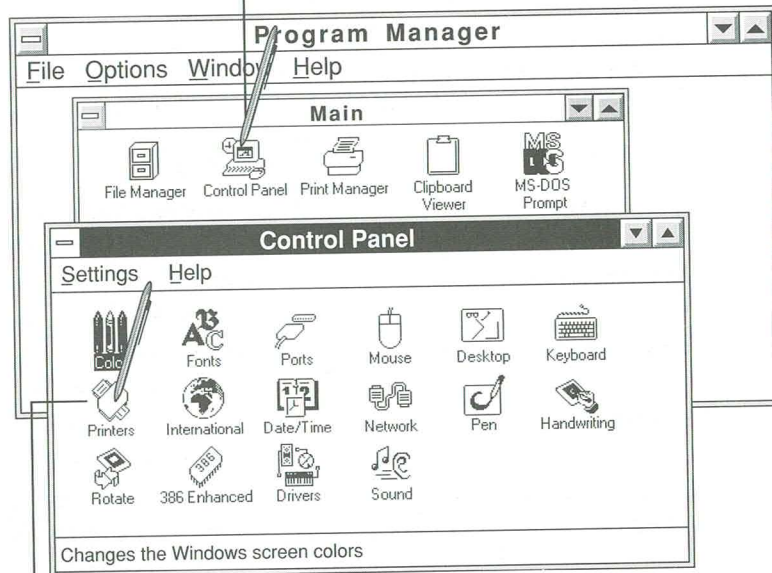 Program Manager
File Options Window Help
Main
File Manager Control Panel Print Manager Clipboard Viewer MS-DOS Prompt
MS DOS
Control Panel
Settings Help
Color Fonts Ports Mouse Desktop Keyboard
Printers International Date/Time Network Pen Handwriting
Rotate 386 Enhanced Drivers Sound
Changes the Windows screen colors